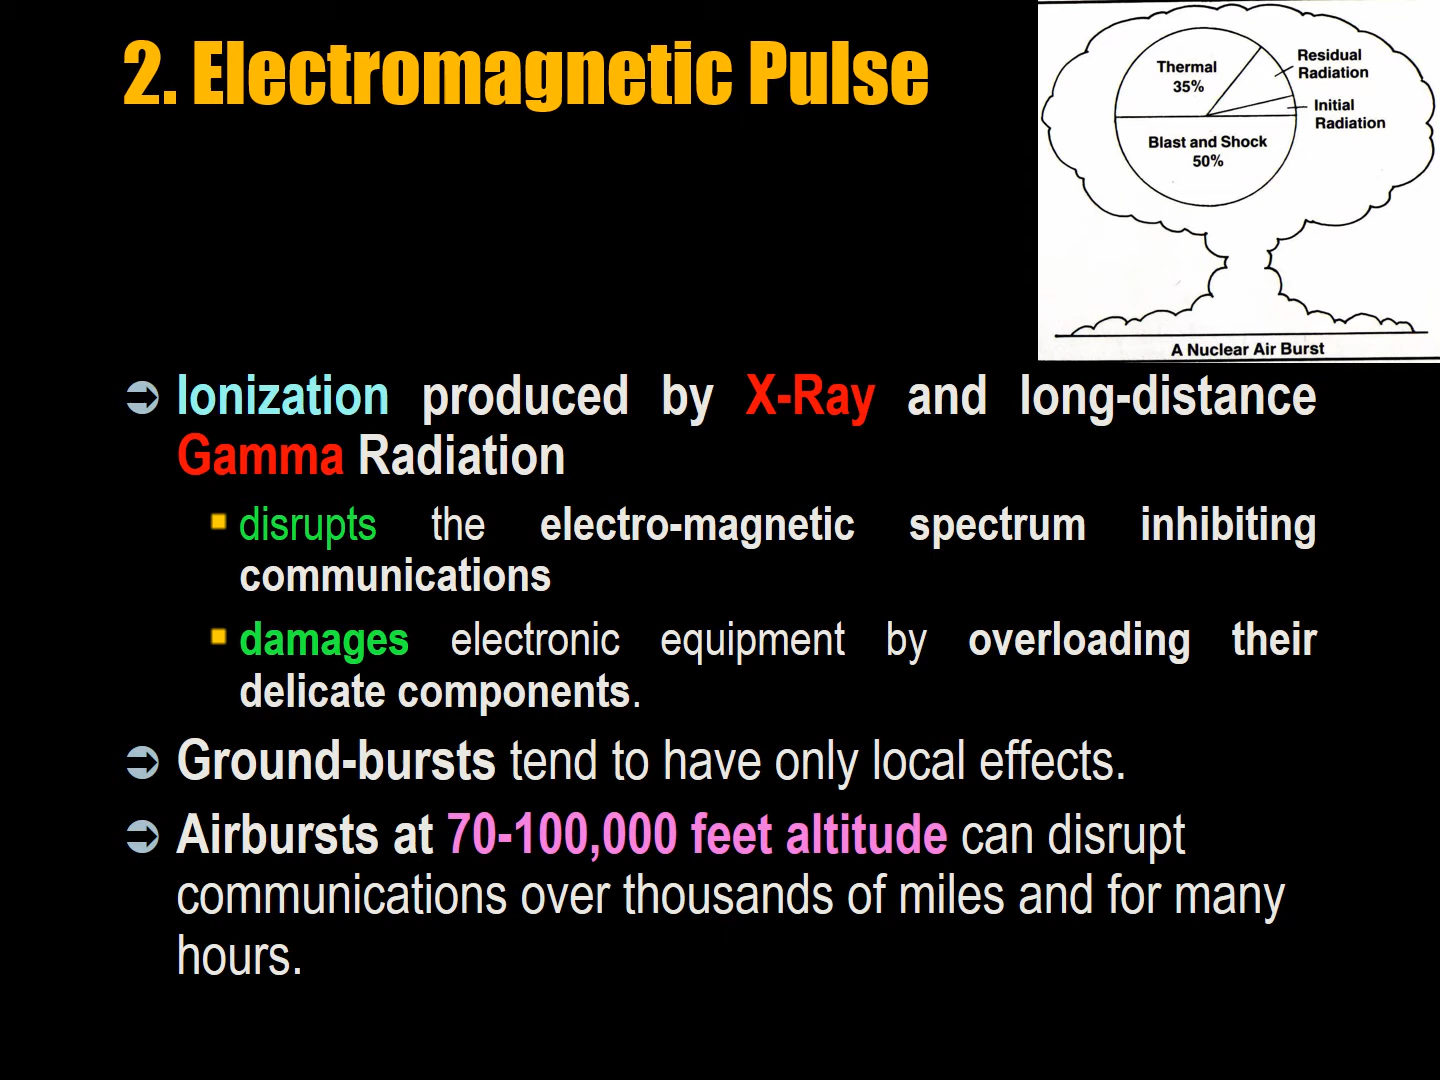 2. Electromagnetic Pulse
Thermal
35%
Residual
Radiation
Initial
Radiation
Blast and Shock
50%
A Nuclear Air Burst
Ionization produced by X-Ray and long-distance
Gamma Radiation
disrupts the electro-magnetic spectrum inhibiting
communications
damages electronic equipment by overloading their
delicate components.
Ground-bursts tend to have only local effects.
Airbursts at 70-100,000 feet altitude can disrupt
communications over thousands of miles and for many
hours.